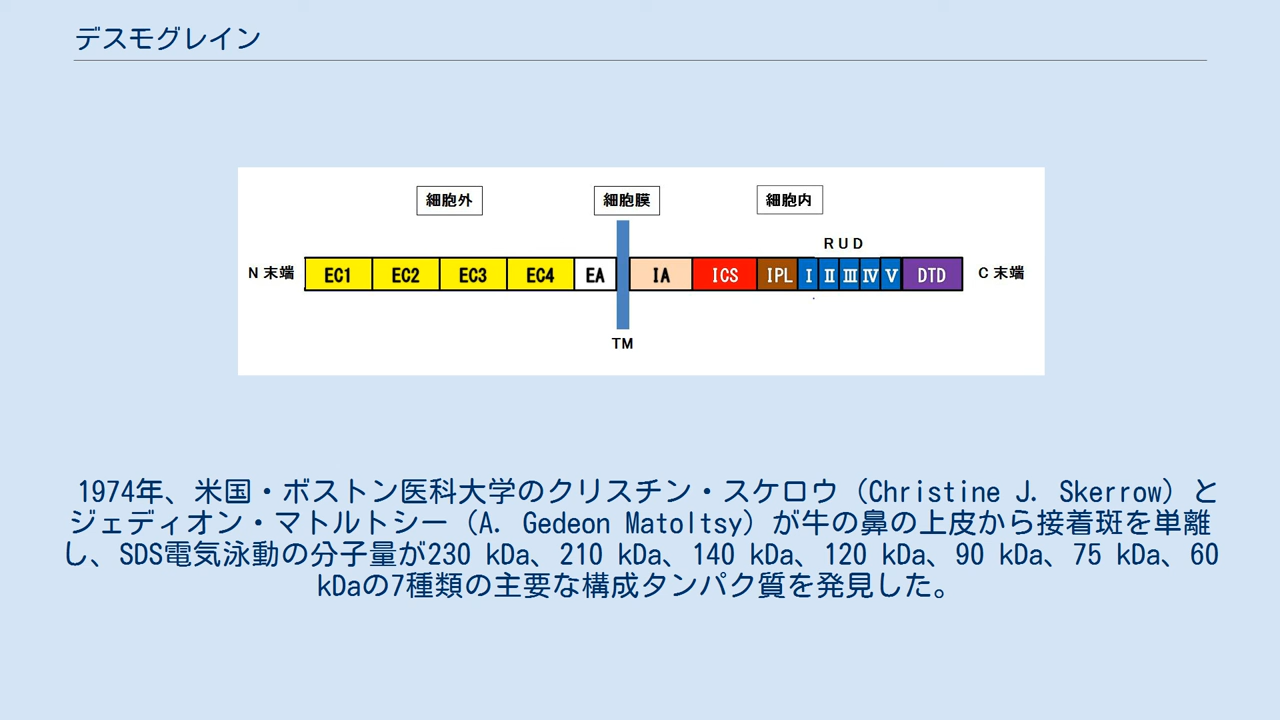 デスモグレイン
細胞外 細胞膜 細胞内
RUD
N末端 EC1 EC2 EC3 EC4 EA IA ICS IPL Ⅰ Ⅱ Ⅲ Ⅳ Ⅴ DTD C末端
TM
1974年、米国・ボストン医科大学のクリスチン・スケロウ（Christine J. Skerrow）と
ジェディオン・マトルトシー（A. Gedeon Matoltsy）が牛の鼻の上皮から接着斑を単離
し、SDS電気泳動の分子量が230 kDa、210 kDa、140 kDa、120 kDa、90 kDa、75 kDa、60
kDaの7種類の主要な構成タンパク質を発見した。